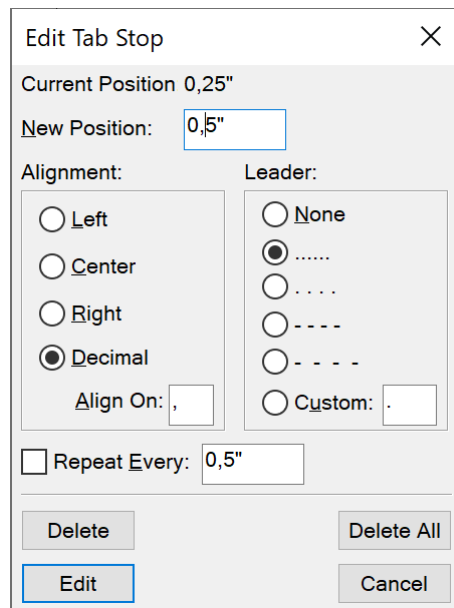 Edit Tab Stop
Current Position 0,25"
New Position: 0,5"
Alignment: Leader:
Left
None
......
Center
. . . .
Right
- - - -
Decimal
-  -  -  -
Align On: ,
Custom: .
Repeat Every: 0,5"
Delete Delete All
Edit Cancel